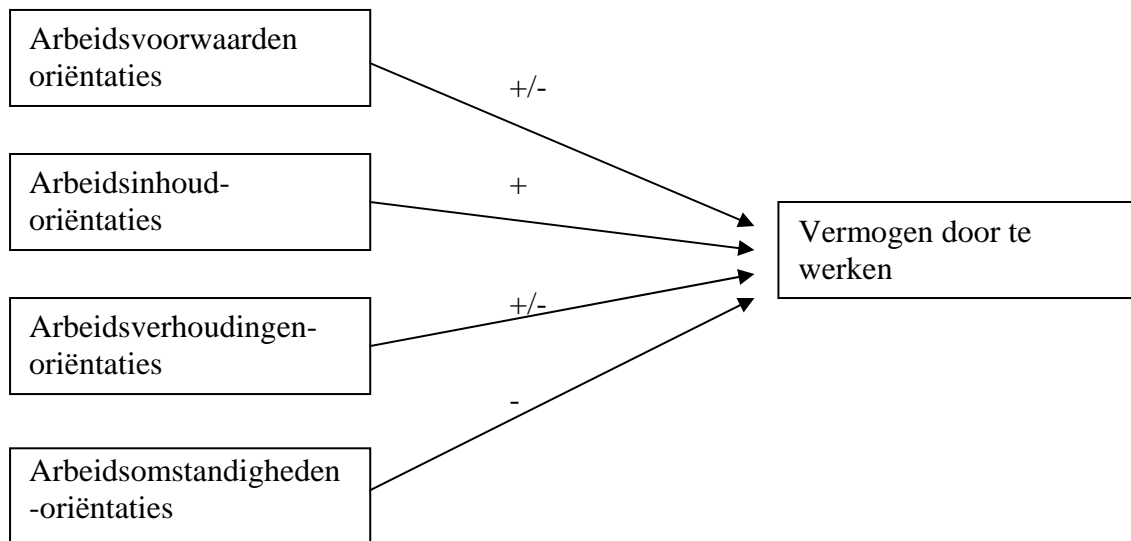 Arbeidsvoorwaarden
oriëntaties
+/-
Arbeidsinhoud-
oriëntaties
+
Vermogen door te
werken
Arbeidsverhoudingen-
oriëntaties
+/-
Arbeidsomstandigheden
-oriëntaties
-